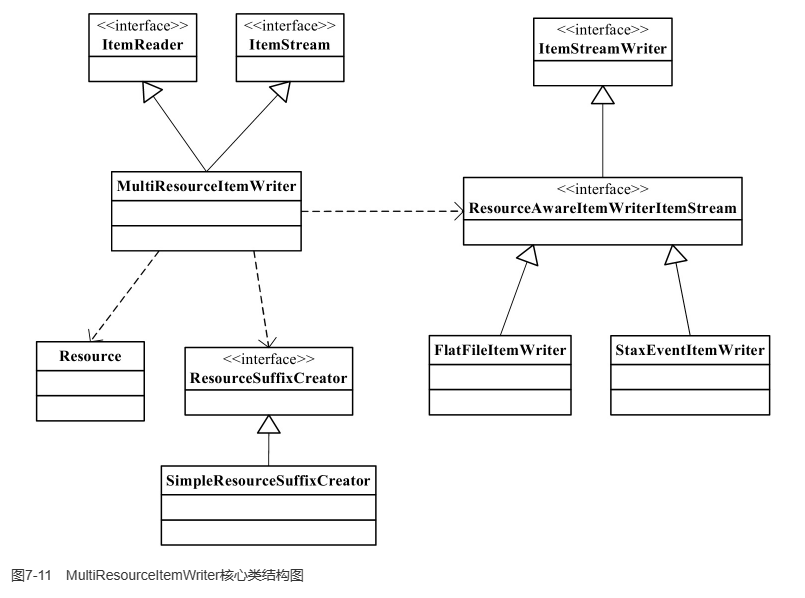 <<interface>>
ItemReader
<<interface>>
ItemStream
<<interface>>
ItemStreamWriter
MultiResourceItemWriter
<<interface>>
ResourceAwareItemWriterItemStream
Resource
<<interface>>
ResourceSuffixCreator
FlatFileItemWriter
StaxEventItemWriter
SimpleResourceSuffixCreator
图7-11 MultiResourceItemWriter核心类结构图